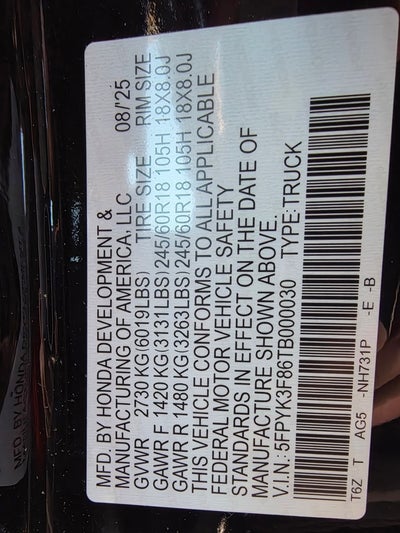 MFD. BY HONDA DEVELOPMENT &
MANUFACTURING OF AMERICA, LLC 08/'25
GVWR 2730 KG(6019LBS) TIRE SIZE RIM SIZE
GAWR F 1420 KG(3131LBS) 245/60R18 105H 18X8.0J
GAWR R 1480 KG(3263LBS) 245/60R18 105H 18X8.0J
THIS VEHICLE CONFORMS TO ALL APPLICABLE
FEDERAL MOTOR VEHICLE SAFETY
STANDARDS IN EFFECT ON THE DATE OF
MANUFACTURE SHOWN ABOVE.
V.I.N.: 5FPYK3F86TB000030 TYPE: TRUCK
T6Z T AG5 -NH731P -E -B
MFD. BY HONDA